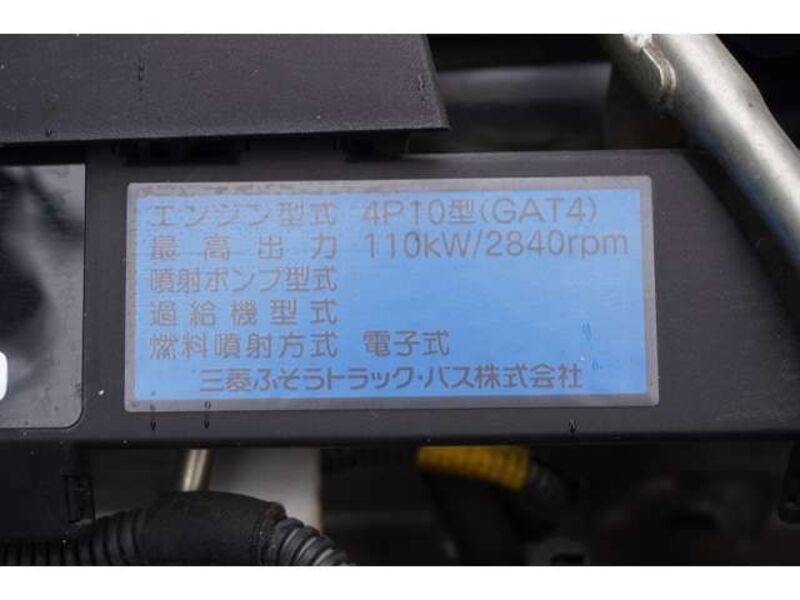 エンジン型式 4P10型(GAT4)
最高出力 110kW/2840rpm
噴射ポンプ型式
過給機型式
燃料噴射方式 電子式
三菱ふそうトラック・バス株式会社